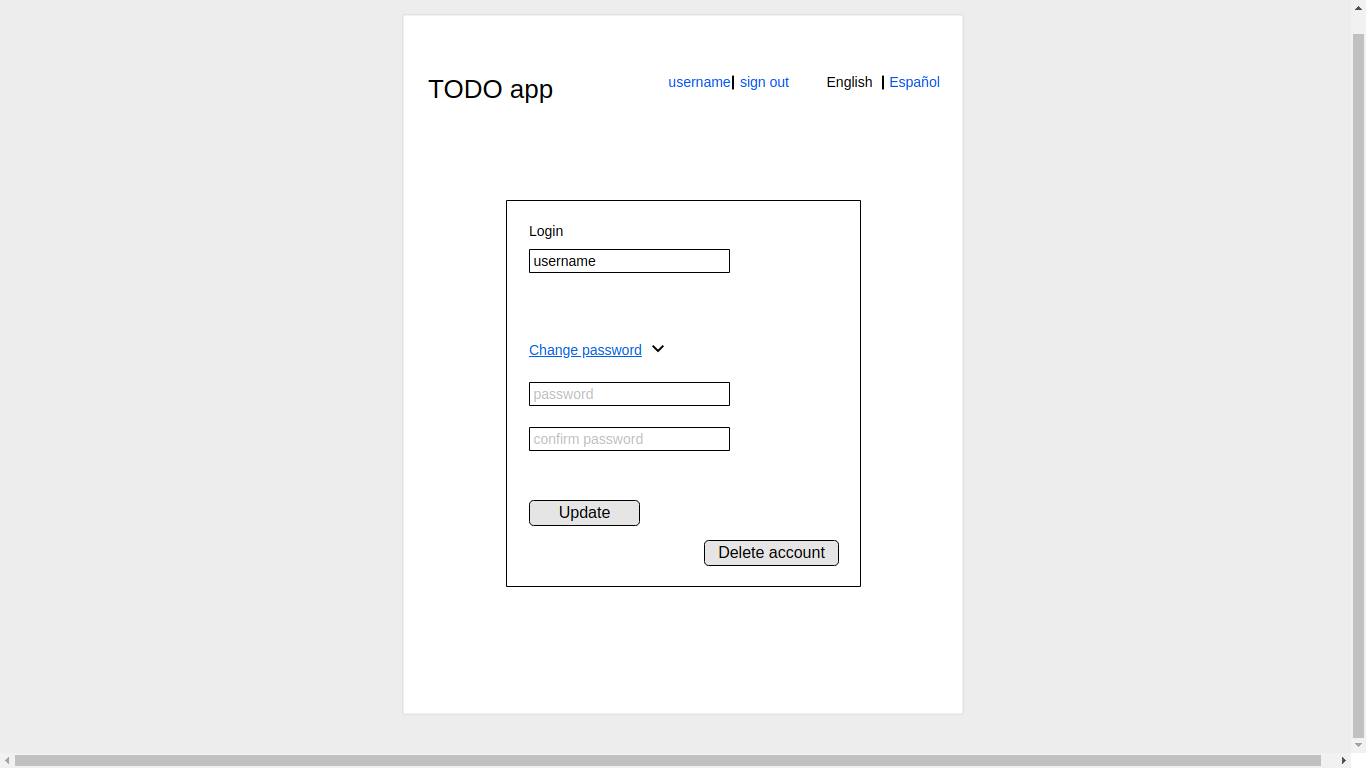 TODO app
username | sign out
English | Español
Login
username
Change password
password
confirm password
Update
Delete account